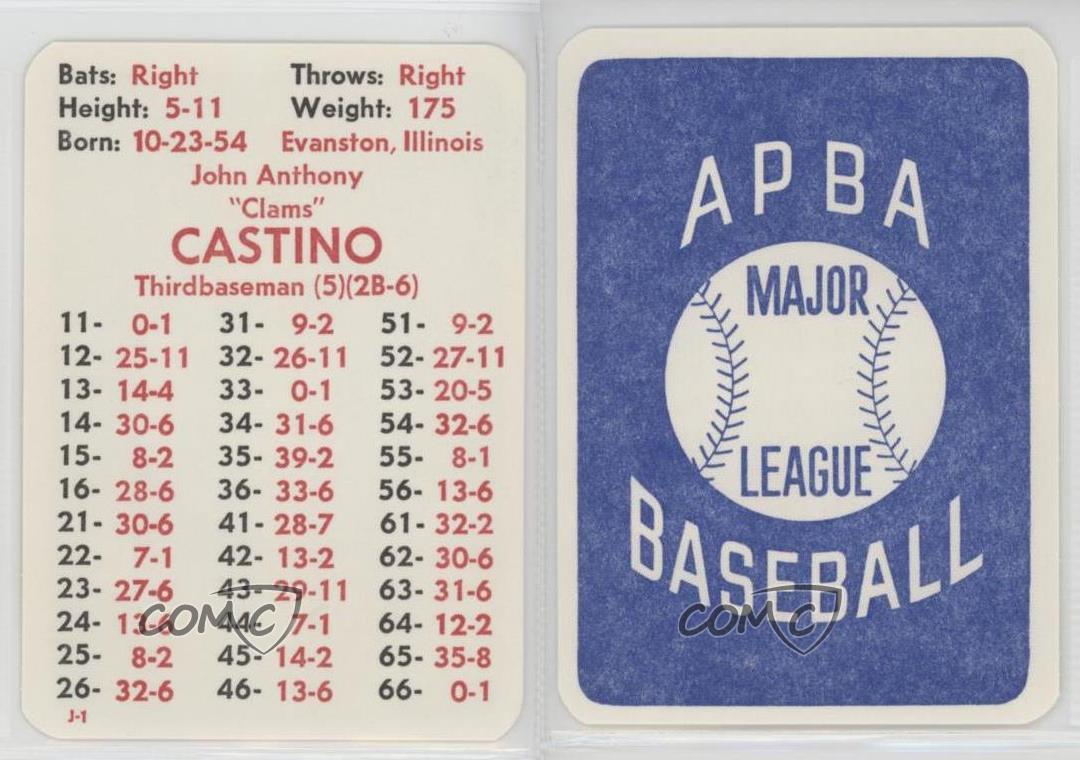 Bats: Right Throws: Right
Height: 5-11 Weight: 175
Born: 10-23-54 Evanston, Illinois
John Anthony
"Clams"
CASTINO
Thirdbaseman (5)(2B-6)
11- 0-1 31- 9-2 51- 9-2
12- 25-11 32- 26-11 52- 27-11
13- 14-4 33- 0-1 53- 20-5
14- 30-6 34- 31-6 54- 32-6
15- 8-2 35- 39-2 55- 8-1
16- 28-6 36- 33-6 56- 13-6
21- 30-6 41- 28-7 61- 32-2
22- 7-1 42- 13-2 62- 30-6
23- 27-6 43- 29-11 63- 31-6
24- 13-6 44- 7-1 64- 12-2
25- 8-2 45- 14-2 65- 35-8
26- 32-6 46- 13-6 66- 0-1
J-1
COMC
APBA
MAJOR
LEAGUE
BASEBALL
COMC